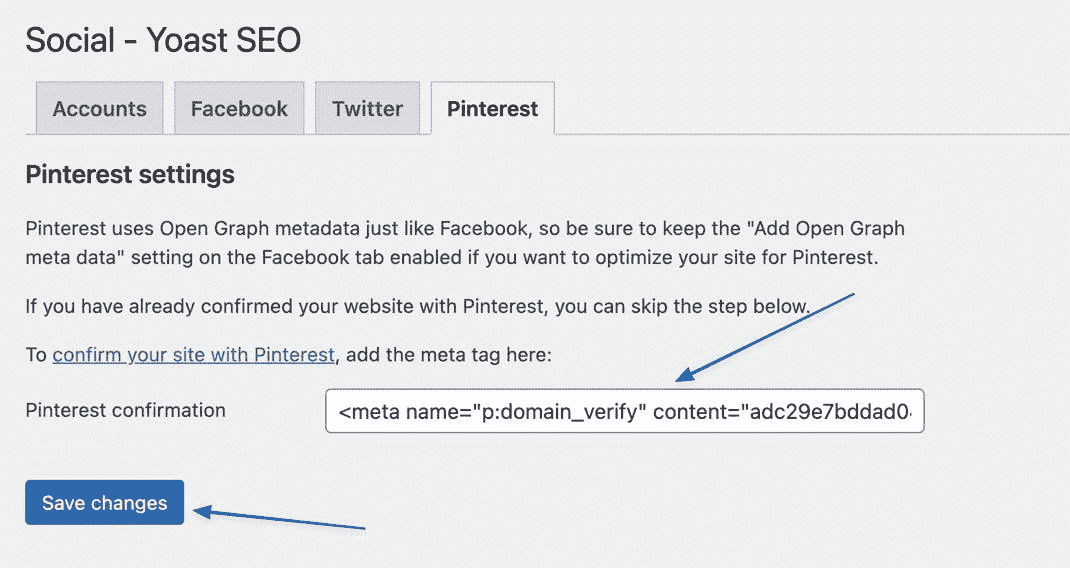 Social - Yoast SEO
Accounts
Facebook
Twitter
Pinterest
Pinterest settings
Pinterest uses Open Graph metadata just like Facebook, so be sure to keep the "Add Open Graph
meta data" setting on the Facebook tab enabled if you want to optimize your site for Pinterest.
If you have already confirmed your website with Pinterest, you can skip the step below.
To confirm your site with Pinterest, add the meta tag here:
Pinterest confirmation
<meta name="p:domain_verify" content="adc29e7bddad0
Save changes